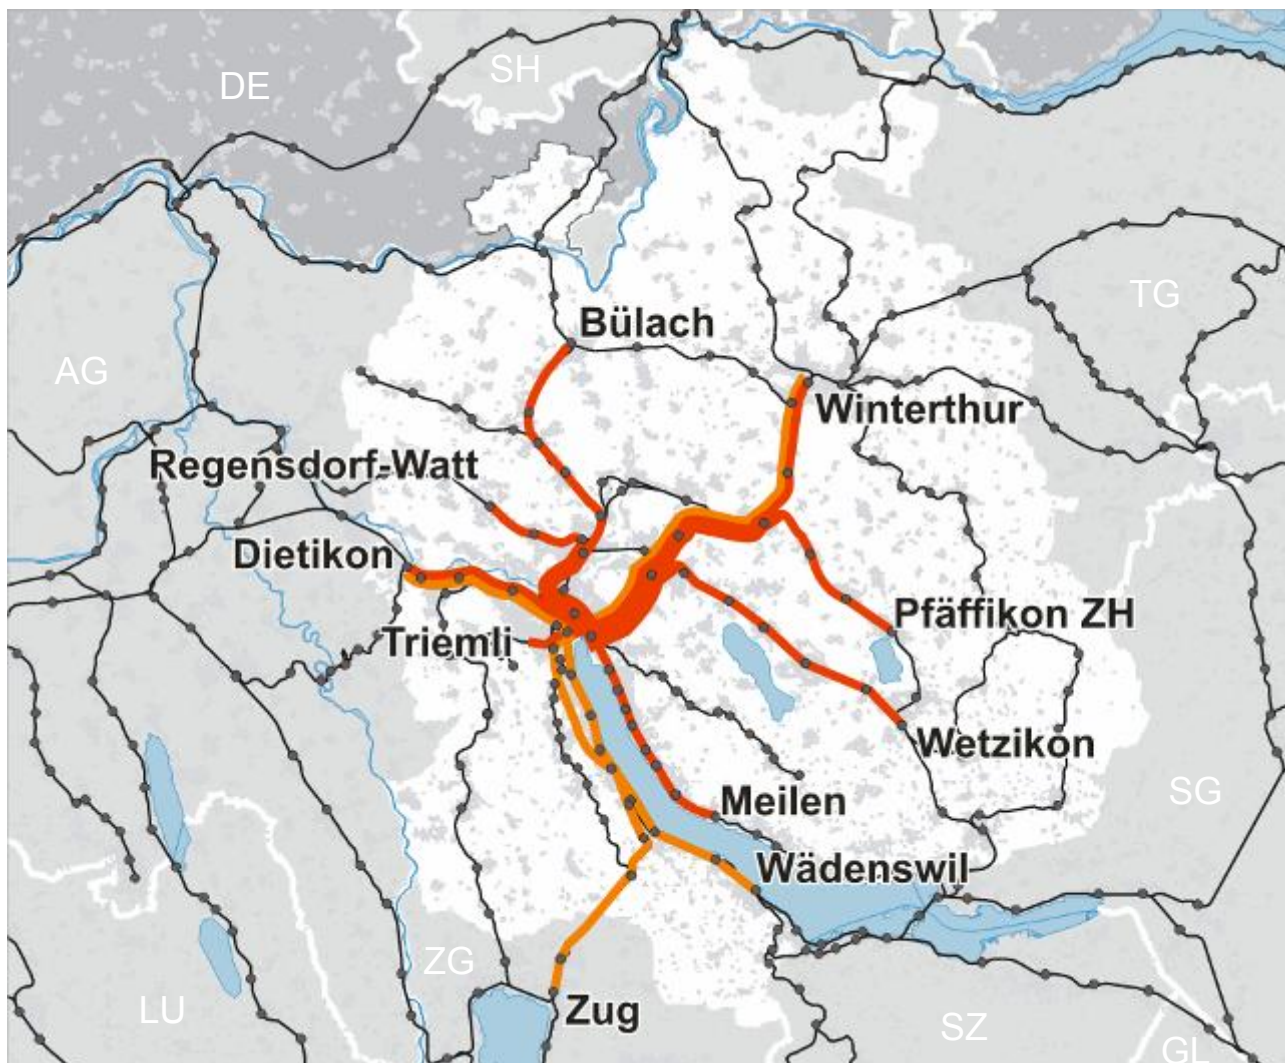 SH
DE
TG
Bülach
AG
Winterthur
Regensdorf-Watt
Dietikon
Pfäffikon ZH
Triemli
Wetzikon
SG
Meilen
Wädenswil
ZG
LU
Zug
SZ
GL